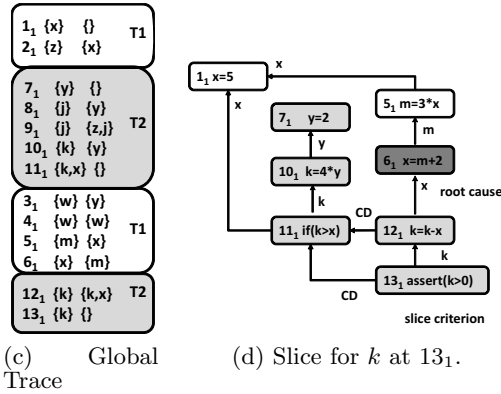 1₁ {x} {} T1
2₁ {z} {x}
7₁ {y} {}
8₁ {j} {y}
9₁ {j} {z,j} T2
10₁ {k} {y}
11₁ {k,x} {}
3₁ {w} {y}
4₁ {w} {w} T1
5₁ {m} {x}
6₁ {x} {m}
12₁ {k} {k,x} T2
13₁ {k} {}
(c) Global
Trace
x
1₁ x=5
x
5₁ m=3*x
7₁ y=2
m
y
6₁ x=m+2
10₁ k=4*y
x
root cause
k
CD
11₁ if(k>x)
12₁ k=k-x
k
13₁ assert(k>0)
CD
slice criterion
(d) Slice for k at 13₁.